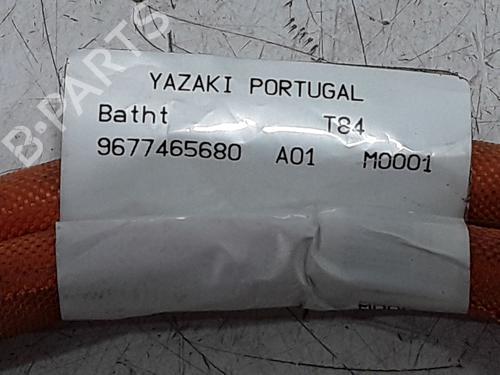 B-PARTS
YAZAKI PORTUGAL
Batht T84
9677465680 A01 M0001